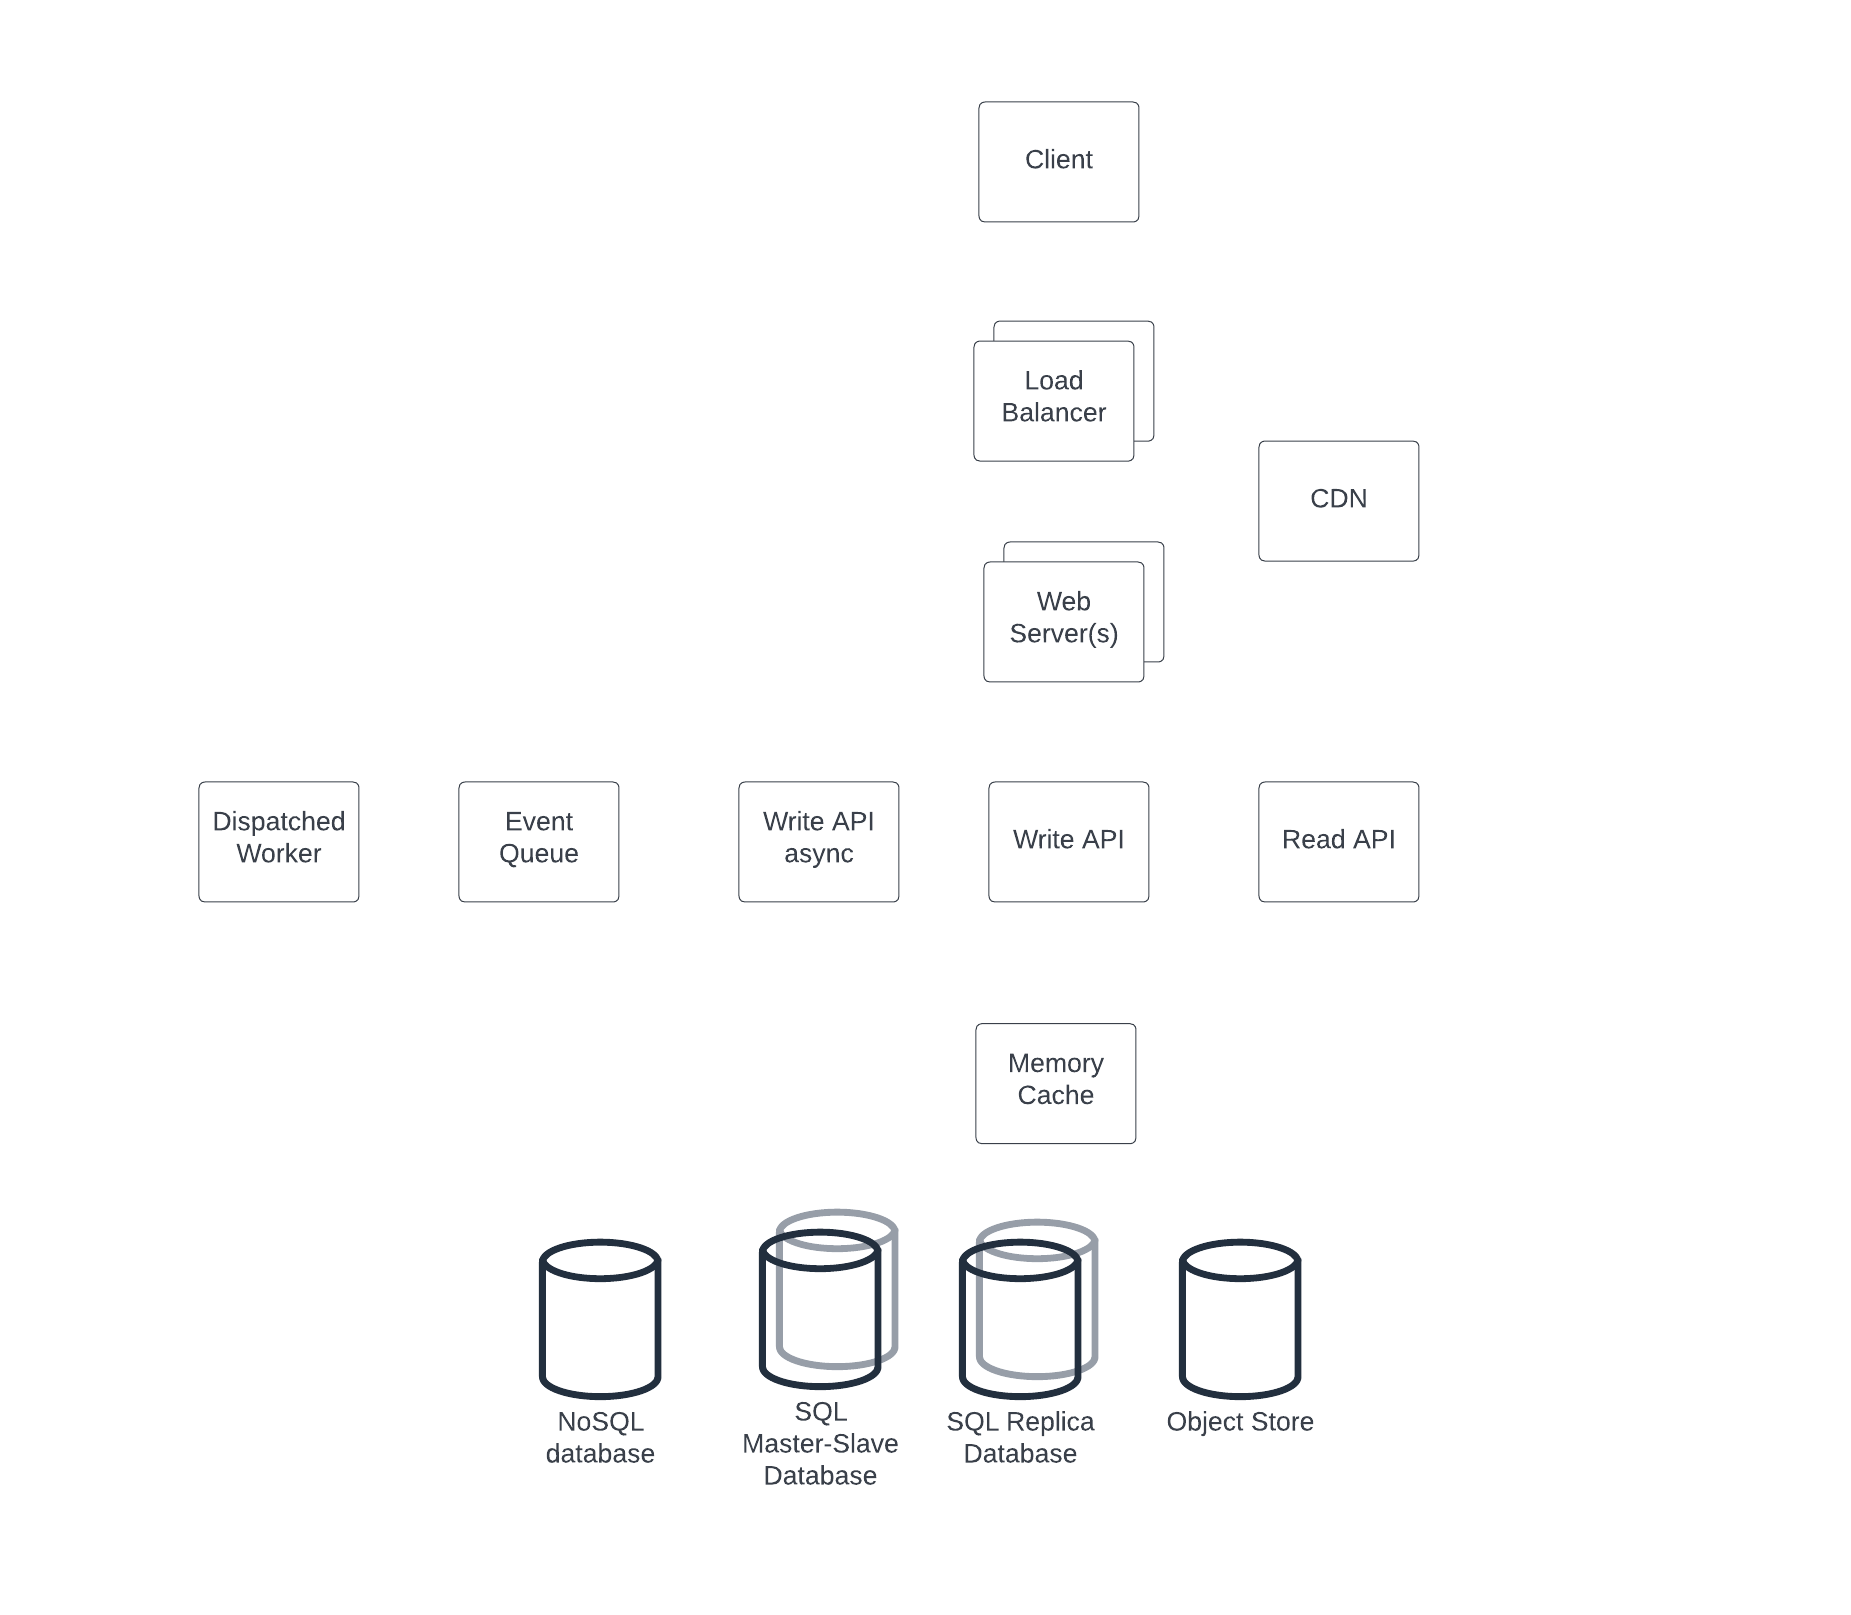 Client
Load
Balancer
CDN
Web
Server(s)
Dispatched
Worker
Event
Queue
Write API
async
Write API
Read API
Memory
Cache
NoSQL
database
SQL
Master-Slave
Database
SQL Replica
Database
Object Store